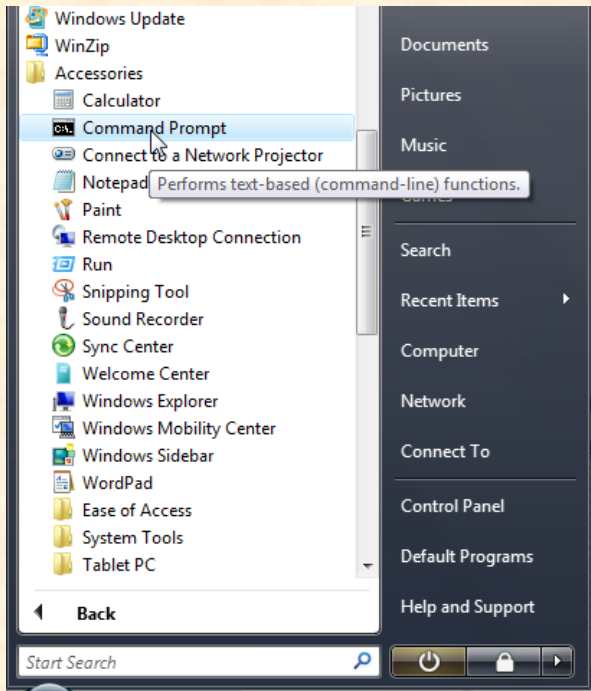 Windows Update
WinZip
Accessories
Calculator
Command Prompt
Connect to a Network Projector
Notepad
Performs text-based (command-line) functions.
Paint
Remote Desktop Connection
Run
Snipping Tool
Sound Recorder
Sync Center
Welcome Center
Windows Explorer
Windows Mobility Center
Windows Sidebar
WordPad
Ease of Access
System Tools
Tablet PC
Back
Start Search
Documents
Pictures
Music
Games
Search
Recent Items
Computer
Network
Connect To
Control Panel
Default Programs
Help and Support